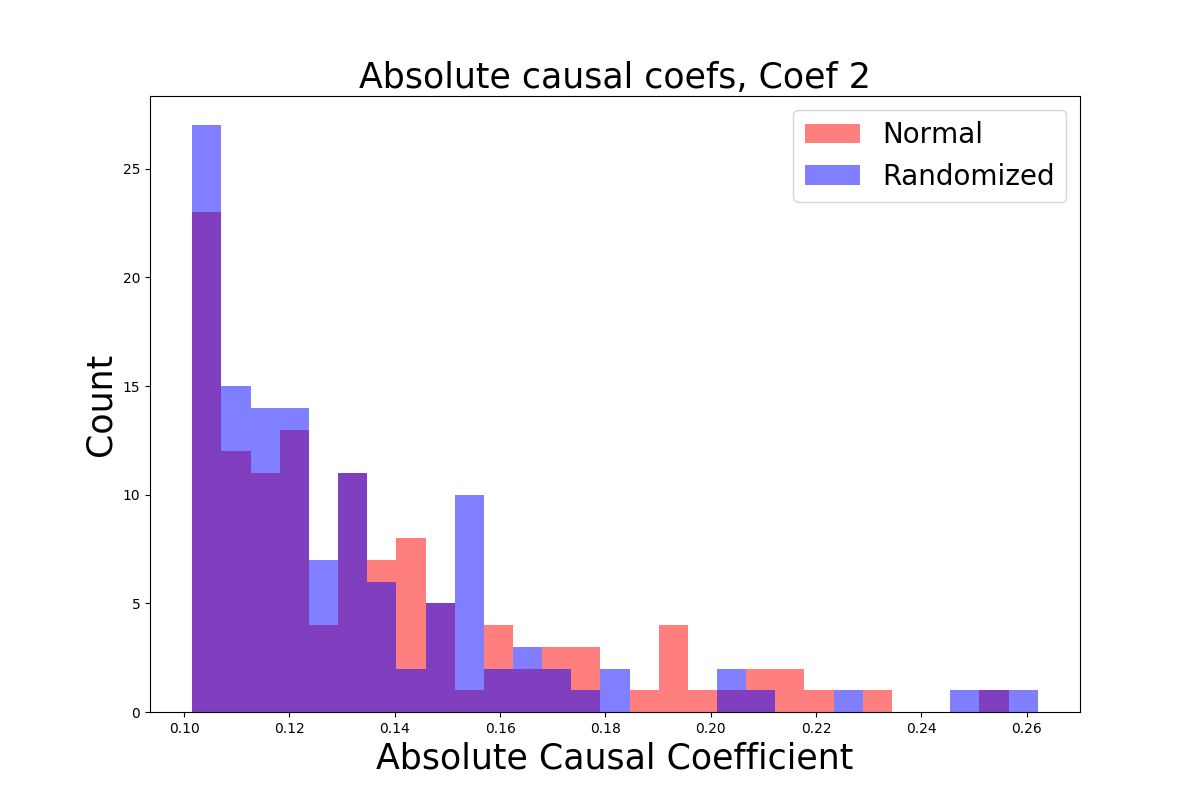 Absolute causal coefs, Coef 2
Normal
Randomized
Count
25
20
15
10
5
0
0.10 0.12 0.14 0.16 0.18 0.20 0.22 0.24 0.26
Absolute Causal Coefficient